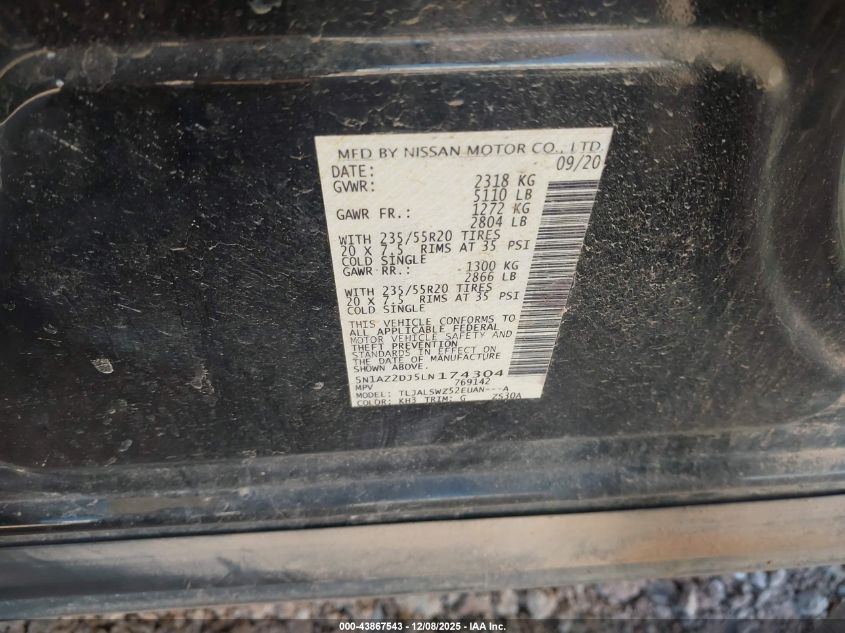 MFD BY NISSAN MOTOR CO., LTD.
DATE: 09/20
GVWR: 2318 KG
5110 LB
GAWR FR.: 1272 KG
2804 LB
WITH 235/55R20 TIRES
20 X 7.5 RIMS AT 35 PSI
COLD SINGLE
GAWR RR.: 1300 KG
2866 LB
WITH 235/55R20 TIRES
20 X 7.5 RIMS AT 35 PSI
COLD SINGLE
THIS VEHICLE CONFORMS TO
ALL APPLICABLE FEDERAL
MOTOR VEHICLE SAFETY AND
THEFT PREVENTION
STANDARDS IN EFFECT ON
THE DATE OF MANUFACTURE
SHOWN ABOVE.
5N1AZ2DJ5LN174304
MPV 769142
MODEL: TLJALSWZ52EUAN---A
COLOR: KH3 TRIM: G Z530A
000-43867543 - 12/08/2025 - IAA Inc.